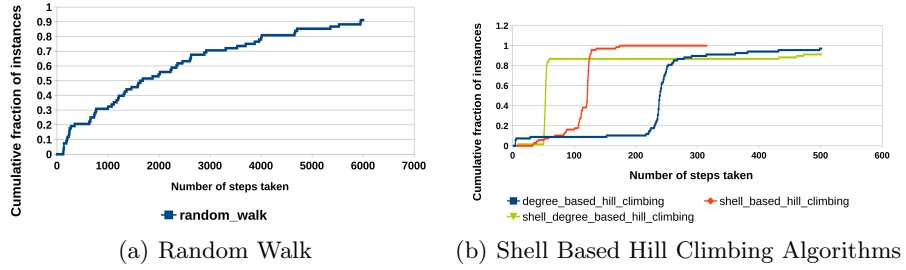 Cumulative fraction of instances
1
0.9
0.8
0.7
0.6
0.5
0.4
0.3
0.2
0.1
0
0 1000 2000 3000 4000 5000 6000 7000
Number of steps taken
random_walk
(a) Random Walk
Cumulative fraction of instances
1.2
1
0.8
0.6
0.4
0.2
0
0 100 200 300 400 500 600
Number of steps taken
degree_based_hill_climbing shell_based_hill_climbing
shell_degree_based_hill_climbing
(b) Shell Based Hill Climbing Algorithms